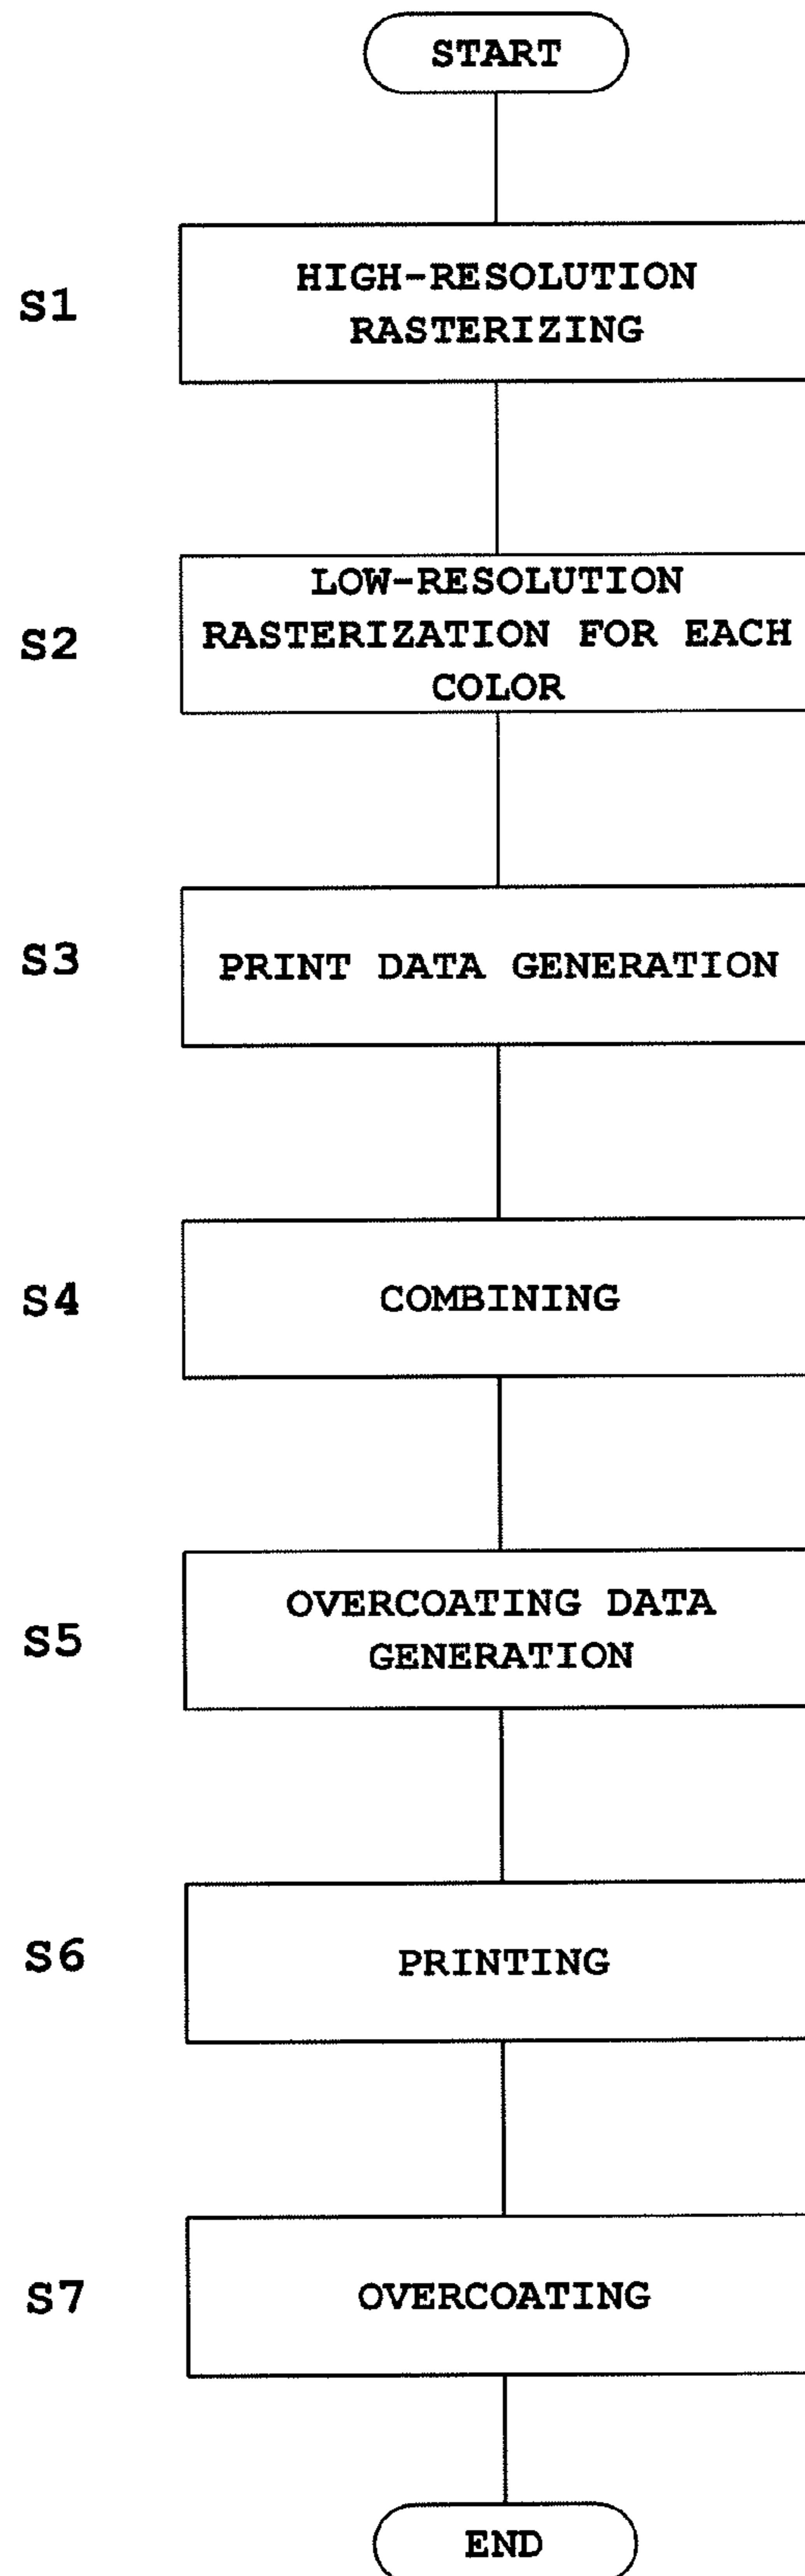 START
S1
HIGH-RESOLUTION
RASTERIZING
S2
LOW-RESOLUTION
RASTERIZATION FOR EACH
COLOR
S3
PRINT DATA GENERATION
S4
COMBINING
S5
OVERCOATING DATA
GENERATION
S6
PRINTING
S7
OVERCOATING
END